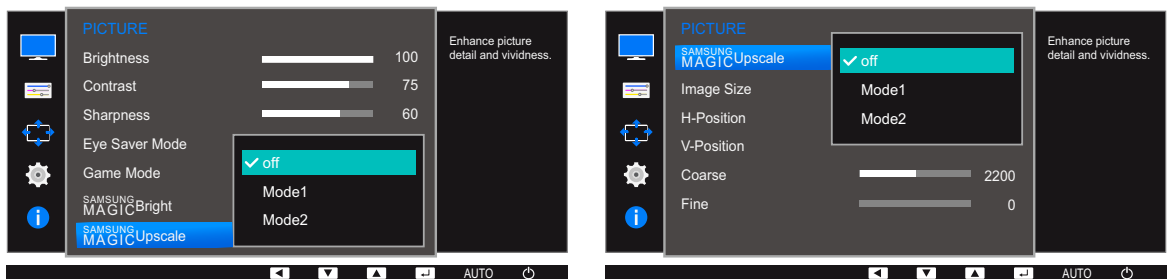 PICTURE
Brightness 100
Contrast 75
Sharpness 60
Eye Saver Mode
Game Mode
SAMSUNG
MAGICBright
SAMSUNG
MAGICUpscale
off
Mode1
Mode2
Enhance picture
detail and vividness.
AUTO
PICTURE
SAMSUNG
MAGICUpscale
Image Size
H-Position
V-Position
Coarse 2200
Fine 0
off
Mode1
Mode2
Enhance picture
detail and vividness.
AUTO